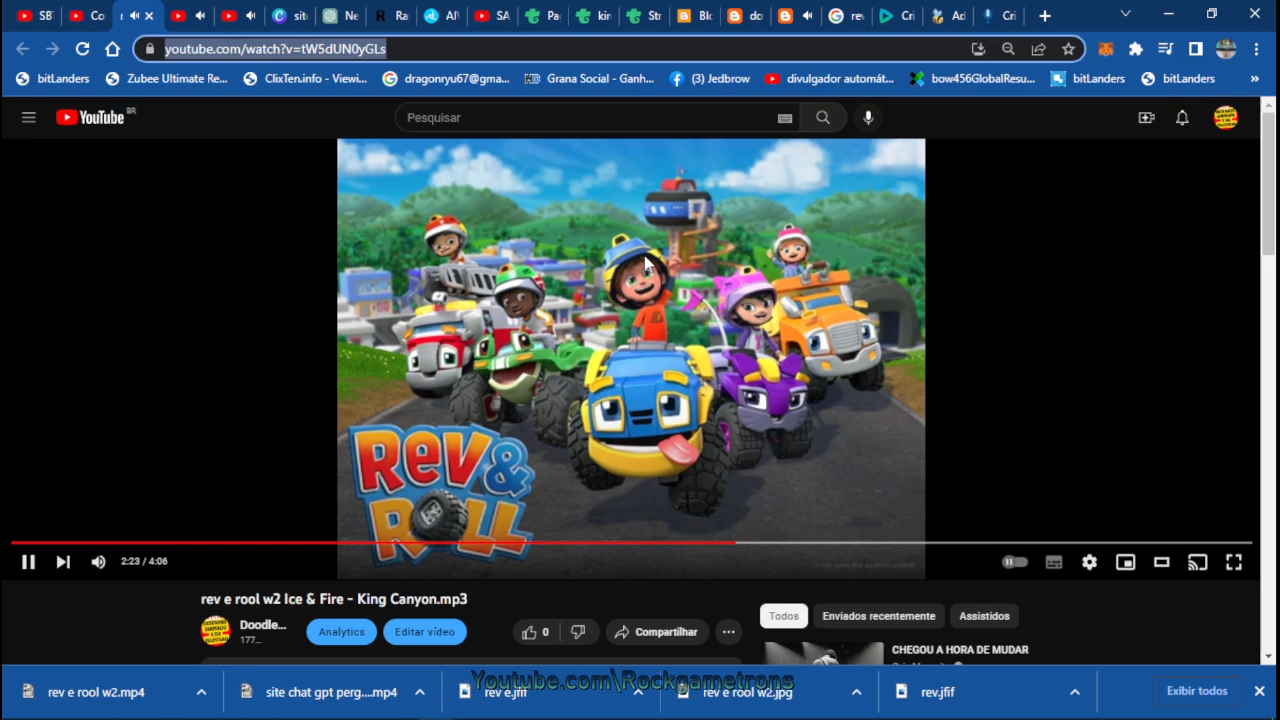 SB
Co
site
Ne
Ra
AI
SA
Pa
kin
Str
Blo
do
rev
Cri
Ad
Cri
youtube.com/watch?v=tW5dUN0yGLs
bitLanders
Zubee Ultimate Re...
ClixTen.info - Viewi...
dragonryu67@gma...
Grana Social - Ganh...
(3) Jedbrow
divulgador automát...
bow456GlobalResu...
bitLanders
bitLanders
»
YouTube BR
Pesquisar
REV &
ROLL
2:23 / 4:06
rev e rool w2 Ice & Fire - King Canyon.mp3
Doodle...
177...
Analytics
Editar vídeo
0
Compartilhar
Todos
Enviados recentemente
Assistidos
CHEGOU A HORA DE MUDAR
rev e rool w2.mp4
site chat gpt perg....mp4
rev e.jfif
rev e rool w2.jpg
rev.jfif
Exibir todos
Youtube.com\Rockgametrons